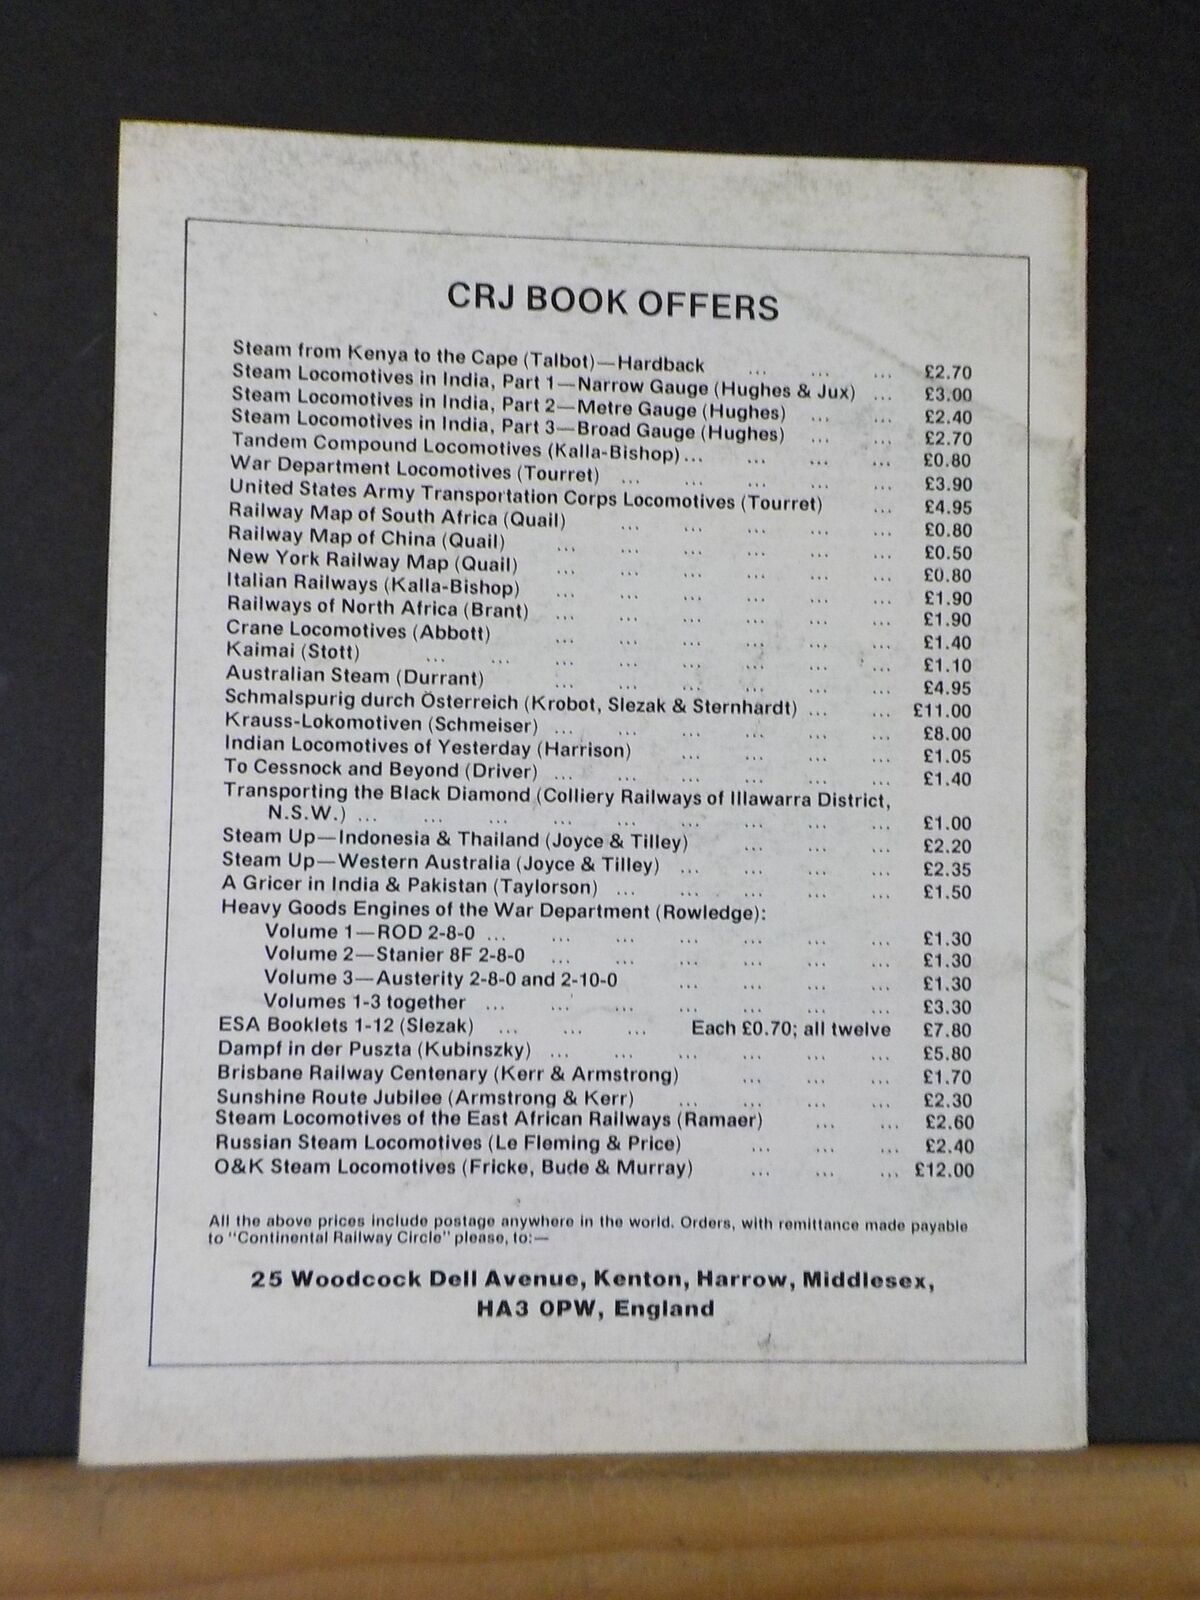 CRJ BOOK OFFERS
Steam from Kenya to the Cape (Talbot)—Hardback ... ... ... £2.70
Steam Locomotives in India, Part 1—Narrow Gauge (Hughes & Jux) ... £3.00
Steam Locomotives in India, Part 2—Metre Gauge (Hughes) ... ... £2.40
Steam Locomotives in India, Part 3—Broad Gauge (Hughes) ... ... £2.70
Tandem Compound Locomotives (Kalla-Bishop)... ... ... ... £0.80
War Department Locomotives (Tourret) ... ... ... ... ... £3.90
United States Army Transportation Corps Locomotives (Tourret) ... £4.95
Railway Map of South Africa (Quail) ... ... ... ... ... £0.80
Railway Map of China (Quail) ... ... ... ... ... ... £0.50
New York Railway Map (Quail) ... ... ... ... ... ... £0.80
Italian Railways (Kalla-Bishop) ... ... ... ... ... ... £1.90
Railways of North Africa (Brant) ... ... ... ... ... ... £1.90
Crane Locomotives (Abbott) ... ... ... ... ... ... £1.40
Kaimai (Stott) ... ... ... ... ... ... ... ... £1.10
Australian Steam (Durrant) ... ... ... ... ... ... £4.95
Schmalspurig durch Österreich (Krobot, Slezak & Sternhardt) ... ... £11.00
Krauss-Lokomotiven (Schmeiser) ... ... ... ... ... ... £8.00
Indian Locomotives of Yesterday (Harrison) ... ... ... ... £1.05
To Cessnock and Beyond (Driver) ... ... ... ... ... ... £1.40
Transporting the Black Diamond (Colliery Railways of Illawarra District,
N.S.W.) ... ... ... ... ... ... ... ... ... £1.00
Steam Up—Indonesia & Thailand (Joyce & Tilley) ... ... ... £2.20
Steam Up—Western Australia (Joyce & Tilley) ... ... ... ... £2.35
A Gricer in India & Pakistan (Taylorson) ... ... ... ... ... £1.50
Heavy Goods Engines of the War Department (Rowledge):
Volume 1—ROD 2-8-0 ... ... ... ... ... ... ... £1.30
Volume 2—Stanier 8F 2-8-0 ... ... ... ... ... ... £1.30
Volume 3—Austerity 2-8-0 and 2-10-0 ... ... ... ... £1.30
Volumes 1-3 together ... ... ... ... ... ... ... £3.30
ESA Booklets 1-12 (Slezak) ... ... ... Each £0.70; all twelve £7.80
Dampf in der Puszta (Kubinszky) ... ... ... ... ... ... £5.80
Brisbane Railway Centenary (Kerr & Armstrong) ... ... ... £1.70
Sunshine Route Jubilee (Armstrong & Kerr) ... ... ... ... £2.30
Steam Locomotives of the East African Railways (Ramaer) ... ... £2.60
Russian Steam Locomotives (Le Fleming & Price) ... ... ... £2.40
O&K Steam Locomotives (Fricke, Bude & Murray) ... ... ... £12.00
All the above prices include postage anywhere in the world. Orders, with remittance made payable
to "Continental Railway Circle" please, to:—
25 Woodcock Dell Avenue, Kenton, Harrow, Middlesex,
HA3 0PW, England